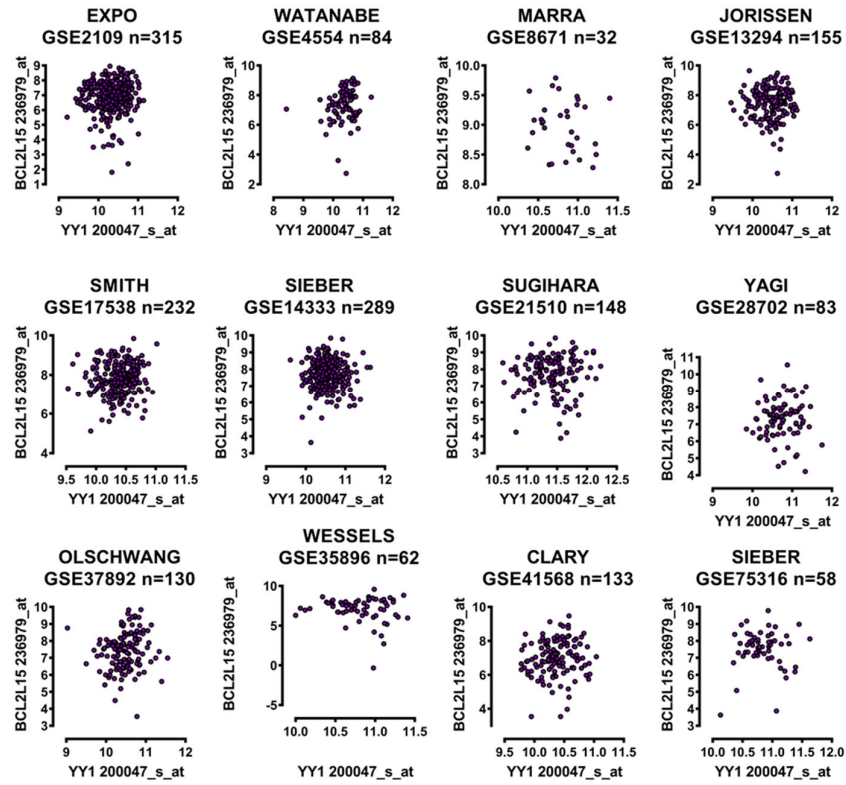 EXPO
GSE2109 n=315
BCL2L15 236979_at
9
8
7
6
5
4
3
2
1
9 10 11 12
YY1 200047_s_at
WATANABE
GSE4554 n=84
BCL2L15 236979_at
10
8
6
4
2
8 9 10 11 12
YY1 200047_s_at
MARRA
GSE8671 n=32
BCL2L15 236979_at
10.0
9.5
9.0
8.5
8.0
10.0 10.5 11.0 11.5
YY1 200047_s_at
JORISSEN
GSE13294 n=155
BCL2L15 236979_at
10
8
6
4
2
9 10 11 12
YY1 200047_s_at
SMITH
GSE17538 n=232
BCL2L15 236979_at
10
8
6
4
9.5 10.0 10.5 11.0 11.5
YY1 200047_s_at
SIEBER
GSE14333 n=289
BCL2L15 236979_at
10
9
8
7
6
5
4
3
9 10 11 12
YY1 200047_s_at
SUGIHARA
GSE21510 n=148
BCL2L15 236979_at
10
9
8
7
6
5
4
3
10.5 11.0 11.5 12.0 12.5
YY1 200047_s_at
YAGI
GSE28702 n=83
BCL2L15 236979_at
11
10
9
8
7
6
5
4
9 10 11 12
YY1 200047_s_at
OLSCHWANG
GSE37892 n=130
BCL2L15 236979_at
10
9
8
7
6
5
4
3
9 10 11 12
YY1 200047_s_at
WESSELS
GSE35896 n=62
BCL2L15 236979_at
10
5
0
-5
10.0 10.5 11.0 11.5
YY1 200047_s_at
CLARY
GSE41568 n=133
BCL2L15 236979_at
10
8
6
4
9.5 10.0 10.5 11.0 11.5
YY1 200047_s_at
SIEBER
GSE75316 n=58
BCL2L15 236979_at
10
9
8
7
6
5
4
3
10.0 10.5 11.0 11.5 12.0
YY1 200047_s_at